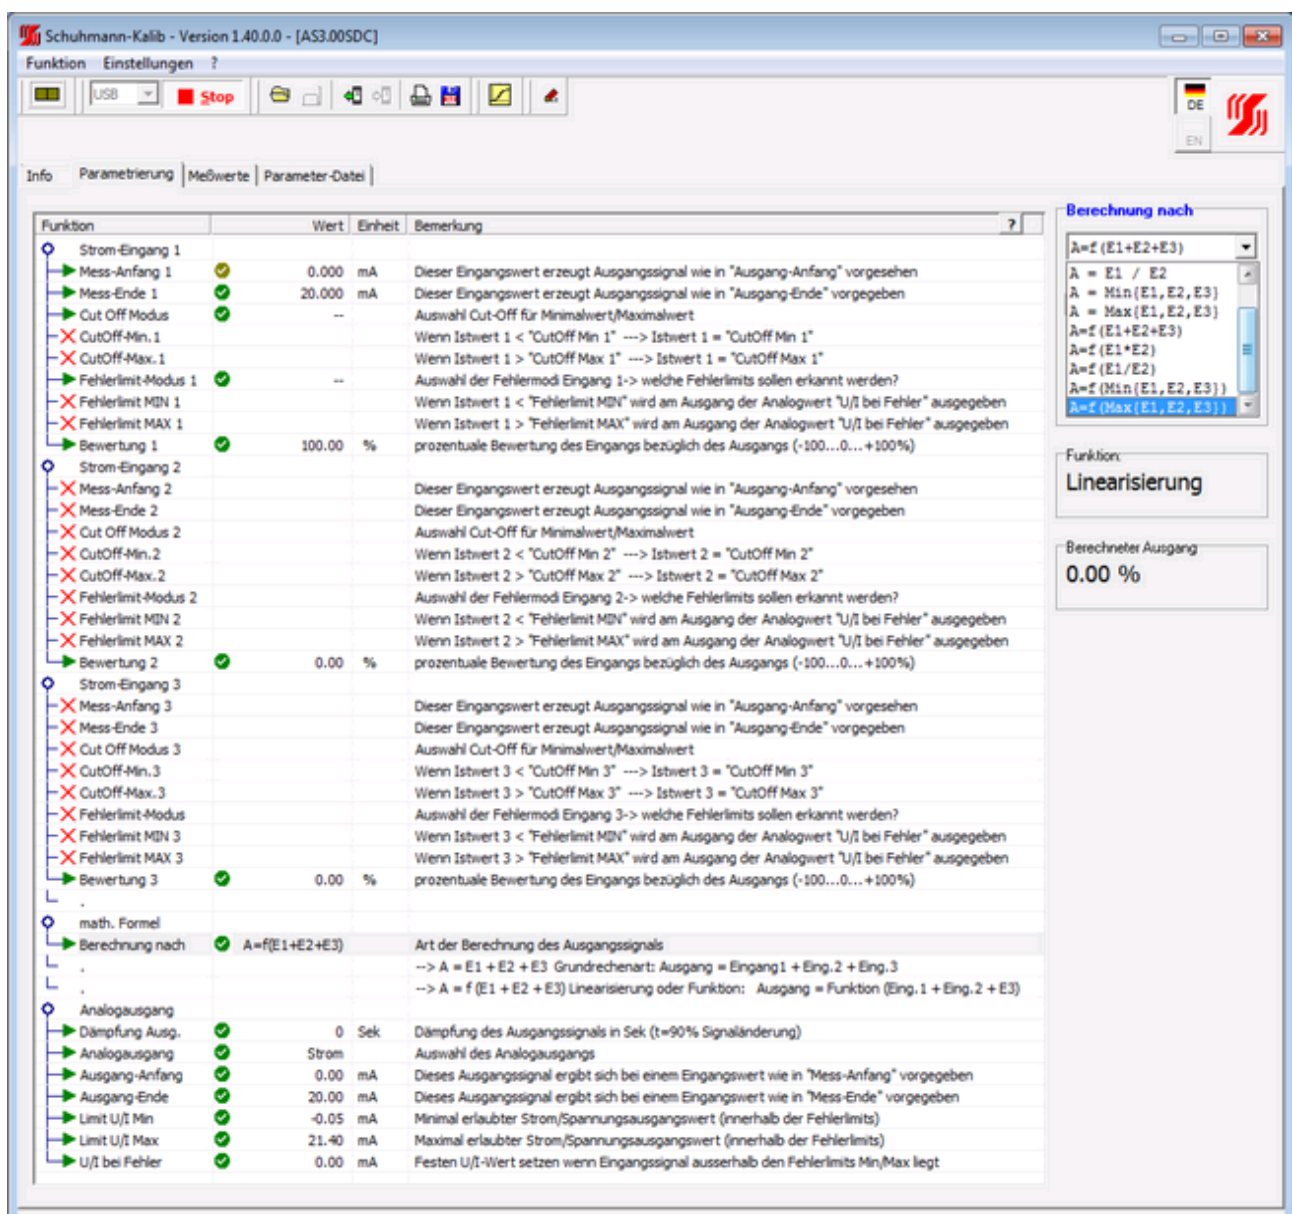 Schuhmann-Kalib - Version 1.40.0.0 - [AS3.00SDC]
Funktion Einstellungen ?
USB Stop
DE
EN
Info Parametrierung Meßwerte Parameter-Datei
Funktion Wert Einheit Bemerkung ?
Strom-Eingang 1
Mess-Anfang 1 0.000 mA Dieser Eingangswert erzeugt Ausgangssignal wie in "Ausgang-Anfang" vorgesehen
Mess-Ende 1 20.000 mA Dieser Eingangswert erzeugt Ausgangssignal wie in "Ausgang-Ende" vorgegeben
Cut Off Modus -- Auswahl Cut-Off für Minimalwert/Maximalwert
CutOff-Min.1 Wenn Istwert 1 < "CutOff Min 1" ---> Istwert 1 = "CutOff Min 1"
CutOff-Max.1 Wenn Istwert 1 > "CutOff Max 1" ---> Istwert 1 = "CutOff Max 1"
Fehlerlimit-Modus 1 -- Auswahl der Fehlermodi Eingang 1-> welche Fehlerlimits sollen erkannt werden?
Fehlerlimit MIN 1 Wenn Istwert 1 < "Fehlerlimit MIN" wird am Ausgang der Analogwert "U/I bei Fehler" ausgegeben
Fehlerlimit MAX 1 Wenn Istwert 1 > "Fehlerlimit MAX" wird am Ausgang der Analogwert "U/I bei Fehler" ausgegeben
Bewertung 1 100.00 % prozentuale Bewertung des Eingangs bezüglich des Ausgangs (-100...0...+100%)
Strom-Eingang 2
Mess-Anfang 2 Dieser Eingangswert erzeugt Ausgangssignal wie in "Ausgang-Anfang" vorgesehen
Mess-Ende 2 Dieser Eingangswert erzeugt Ausgangssignal wie in "Ausgang-Ende" vorgegeben
Cut Off Modus 2 Auswahl Cut-Off für Minimalwert/Maximalwert
CutOff-Min.2 Wenn Istwert 2 < "CutOff Min 2" ---> Istwert 2 = "CutOff Min 2"
CutOff-Max.2 Wenn Istwert 2 > "CutOff Max 2" ---> Istwert 2 = "CutOff Max 2"
Fehlerlimit-Modus 2 Auswahl der Fehlermodi Eingang 2-> welche Fehlerlimits sollen erkannt werden?
Fehlerlimit MIN 2 Wenn Istwert 2 < "Fehlerlimit MIN" wird am Ausgang der Analogwert "U/I bei Fehler" ausgegeben
Fehlerlimit MAX 2 Wenn Istwert 2 > "Fehlerlimit MAX" wird am Ausgang der Analogwert "U/I bei Fehler" ausgegeben
Bewertung 2 0.00 % prozentuale Bewertung des Eingangs bezüglich des Ausgangs (-100...0...+100%)
Strom-Eingang 3
Mess-Anfang 3 Dieser Eingangswert erzeugt Ausgangssignal wie in "Ausgang-Anfang" vorgesehen
Mess-Ende 3 Dieser Eingangswert erzeugt Ausgangssignal wie in "Ausgang-Ende" vorgegeben
Cut Off Modus 3 Auswahl Cut-Off für Minimalwert/Maximalwert
CutOff-Min.3 Wenn Istwert 3 < "CutOff Min 3" ---> Istwert 3 = "CutOff Min 3"
CutOff-Max.3 Wenn Istwert 3 > "CutOff Max 3" ---> Istwert 3 = "CutOff Max 3"
Fehlerlimit-Modus Auswahl der Fehlermodi Eingang 3-> welche Fehlerlimits sollen erkannt werden?
Fehlerlimit MIN 3 Wenn Istwert 3 < "Fehlerlimit MIN" wird am Ausgang der Analogwert "U/I bei Fehler" ausgegeben
Fehlerlimit MAX 3 Wenn Istwert 3 > "Fehlerlimit MAX" wird am Ausgang der Analogwert "U/I bei Fehler" ausgegeben
Bewertung 3 0.00 % prozentuale Bewertung des Eingangs bezüglich des Ausgangs (-100...0...+100%)
.
math. Formel
Berechnung nach A=f(E1+E2+E3) Art der Berechnung des Ausgangssignals
. --> A = E1 + E2 + E3 Grundrechenart: Ausgang = Eingang1 + Eing.2 + Eing.3
. --> A = f (E1 + E2 + E3) Linearisierung oder Funktion: Ausgang = Funktion (Eing.1 + Eing.2 + E3)
Analogausgang
Dämpfung Ausg. 0 Sek Dämpfung des Ausgangssignals in Sek (t=90% Signaländerung)
Analogausgang Strom Auswahl des Analogausgangs
Ausgang-Anfang 0.00 mA Dieses Ausgangssignal ergibt sich bei einem Eingangswert wie in "Mess-Anfang" vorgegeben
Ausgang-Ende 20.00 mA Dieses Ausgangssignal ergibt sich bei einem Eingangswert wie in "Mess-Ende" vorgegeben
Limit U/I Min -0.05 mA Minimal erlaubter Strom/Spannungsausgangswert (innerhalb der Fehlerlimits)
Limit U/I Max 21.40 mA Maximal erlaubter Strom/Spannungsausgangswert (innerhalb der Fehlerlimits)
U/I bei Fehler 0.00 mA Festen U/I-Wert setzen wenn Eingangssignal ausserhalb den Fehlerlimits Min/Max liegt
Berechnung nach
A=f(E1+E2+E3)
A = E1 / E2
A = Min{E1,E2,E3}
A = Max{E1,E2,E3}
A=f(E1+E2+E3)
A=f(E1*E2)
A=f(E1/E2)
A=f(Min{E1,E2,E3})
A=f(Max{E1,E2,E3})
Funktion:
Linearisierung
Berechneter Ausgang
0.00 %